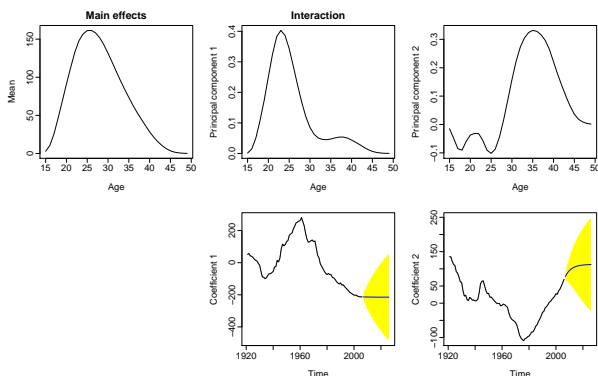 Main effects
Interaction
Mean
0
50
100
150
15 20 25 30 35 40 45 50
Age
Principal component 1
0.0
0.1
0.2
0.3
0.4
15 20 25 30 35 40 45 50
Age
Principal component 2
-0.1
0.0
0.1
0.2
0.3
15 20 25 30 35 40 45 50
Age
Coefficient 1
-400
-200
0
200
1920 1960 2000
Time
Coefficient 2
-100
0
50
150
250
1920 1960 2000
Time